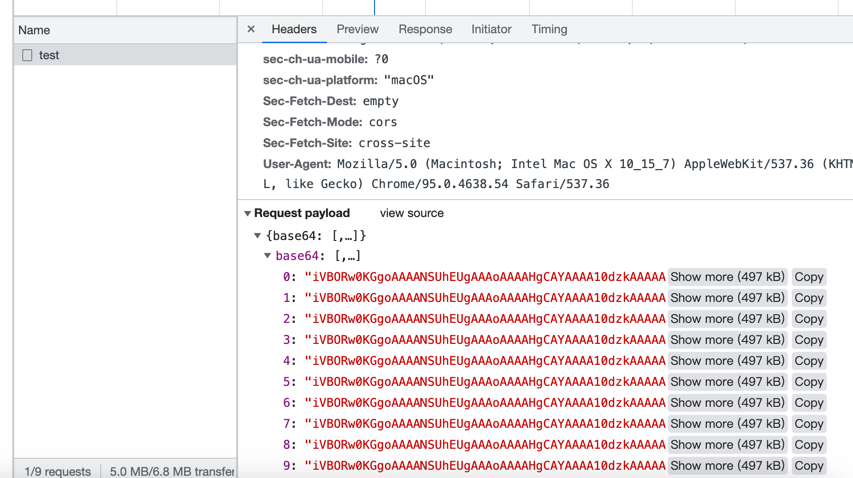 Name
× Headers Preview Response Initiator Timing
test
sec-ch-ua-mobile: ?0
sec-ch-ua-platform: "macOS"
Sec-Fetch-Dest: empty
Sec-Fetch-Mode: cors
Sec-Fetch-Site: cross-site
User-Agent: Mozilla/5.0 (Macintosh; Intel Mac OS X 10_15_7) AppleWebKit/537.36 (KHTM
L, like Gecko) Chrome/95.0.4638.54 Safari/537.36
Request payload view source
{base64: [,…]}
base64: [,…]
0: "iVBORw0KGgoAAAANSUhEUgAAAoAAAAHgCAYAAAA10dzkAAAAA Show more (497 kB) Copy
1: "iVBORw0KGgoAAAANSUhEUgAAAoAAAAHgCAYAAAA10dzkAAAAA Show more (497 kB) Copy
2: "iVBORw0KGgoAAAANSUhEUgAAAoAAAAHgCAYAAAA10dzkAAAAA Show more (497 kB) Copy
3: "iVBORw0KGgoAAAANSUhEUgAAAoAAAAHgCAYAAAA10dzkAAAAA Show more (497 kB) Copy
4: "iVBORw0KGgoAAAANSUhEUgAAAoAAAAHgCAYAAAA10dzkAAAAA Show more (497 kB) Copy
5: "iVBORw0KGgoAAAANSUhEUgAAAoAAAAHgCAYAAAA10dzkAAAAA Show more (497 kB) Copy
6: "iVBORw0KGgoAAAANSUhEUgAAAoAAAAHgCAYAAAA10dzkAAAAA Show more (497 kB) Copy
7: "iVBORw0KGgoAAAANSUhEUgAAAoAAAAHgCAYAAAA10dzkAAAAA Show more (497 kB) Copy
8: "iVBORw0KGgoAAAANSUhEUgAAAoAAAAHgCAYAAAA10dzkAAAAA Show more (497 kB) Copy
9: "iVBORw0KGgoAAAANSUhEUgAAAoAAAAHgCAYAAAA10dzkAAAAA Show more (497 kB) Copy
1/9 requests 5.0 MB/6.8 MB transfer